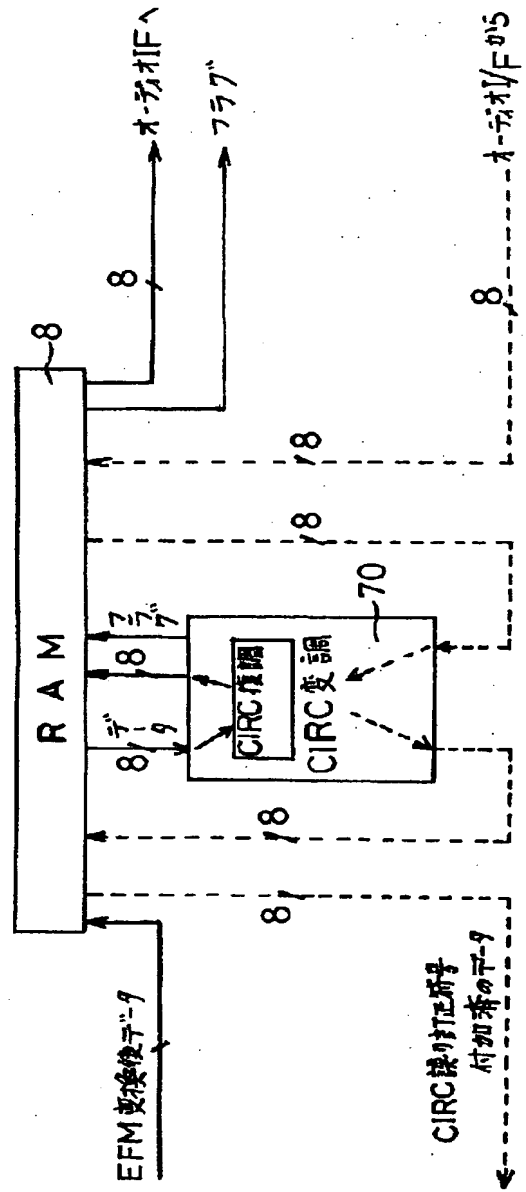 オーディオIFへ
フラグ
オーディオI/Fから
8
8
8
RAM
8
8
フラグ
8
データ
8
CIRC復調
CIRC変調
70
8
8
EFM変換後データ
CIRC誤り訂正符号
付加済のデータ